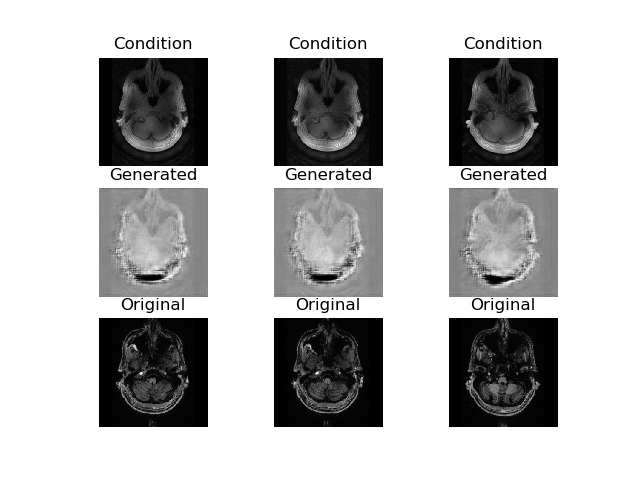 Condition Condition Condition
Generated Generated Generated
Original Original Original